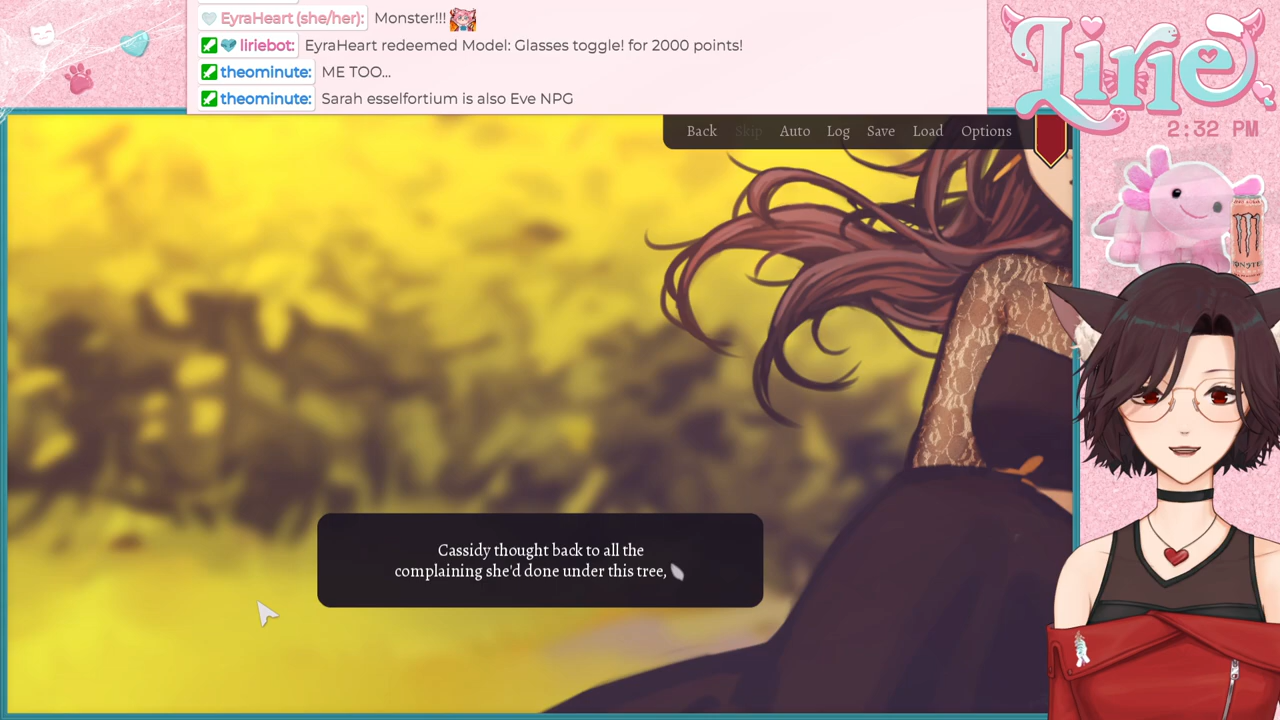 EyraHeart (she/her): Monster!!!
liriebot: EyraHeart redeemed Model: Glasses toggle! for 2000 points!
theominute: ME TOO...
theominute: Sarah esselfortium is also Eve NPG
Lirie
2:32 PM
Back Skip Auto Log Save Load Options
MONSTER
Cassidy thought back to all the
complaining she'd done under this tree,